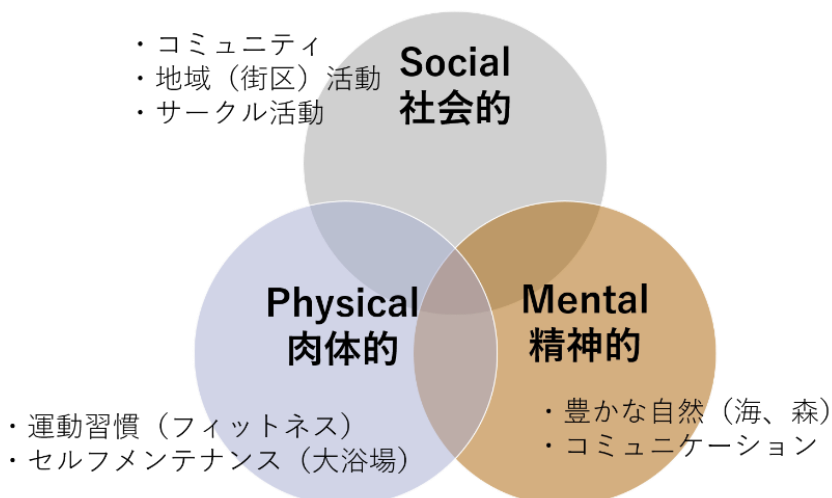 ・コミュニティ
・地域（街区）活動
・サークル活動
Social
社会的
Physical
肉体的
Mental
精神的
・運動習慣（フィットネス）
・セルフメンテナンス（大浴場）
・豊かな自然（海、森）
・コミュニケーション